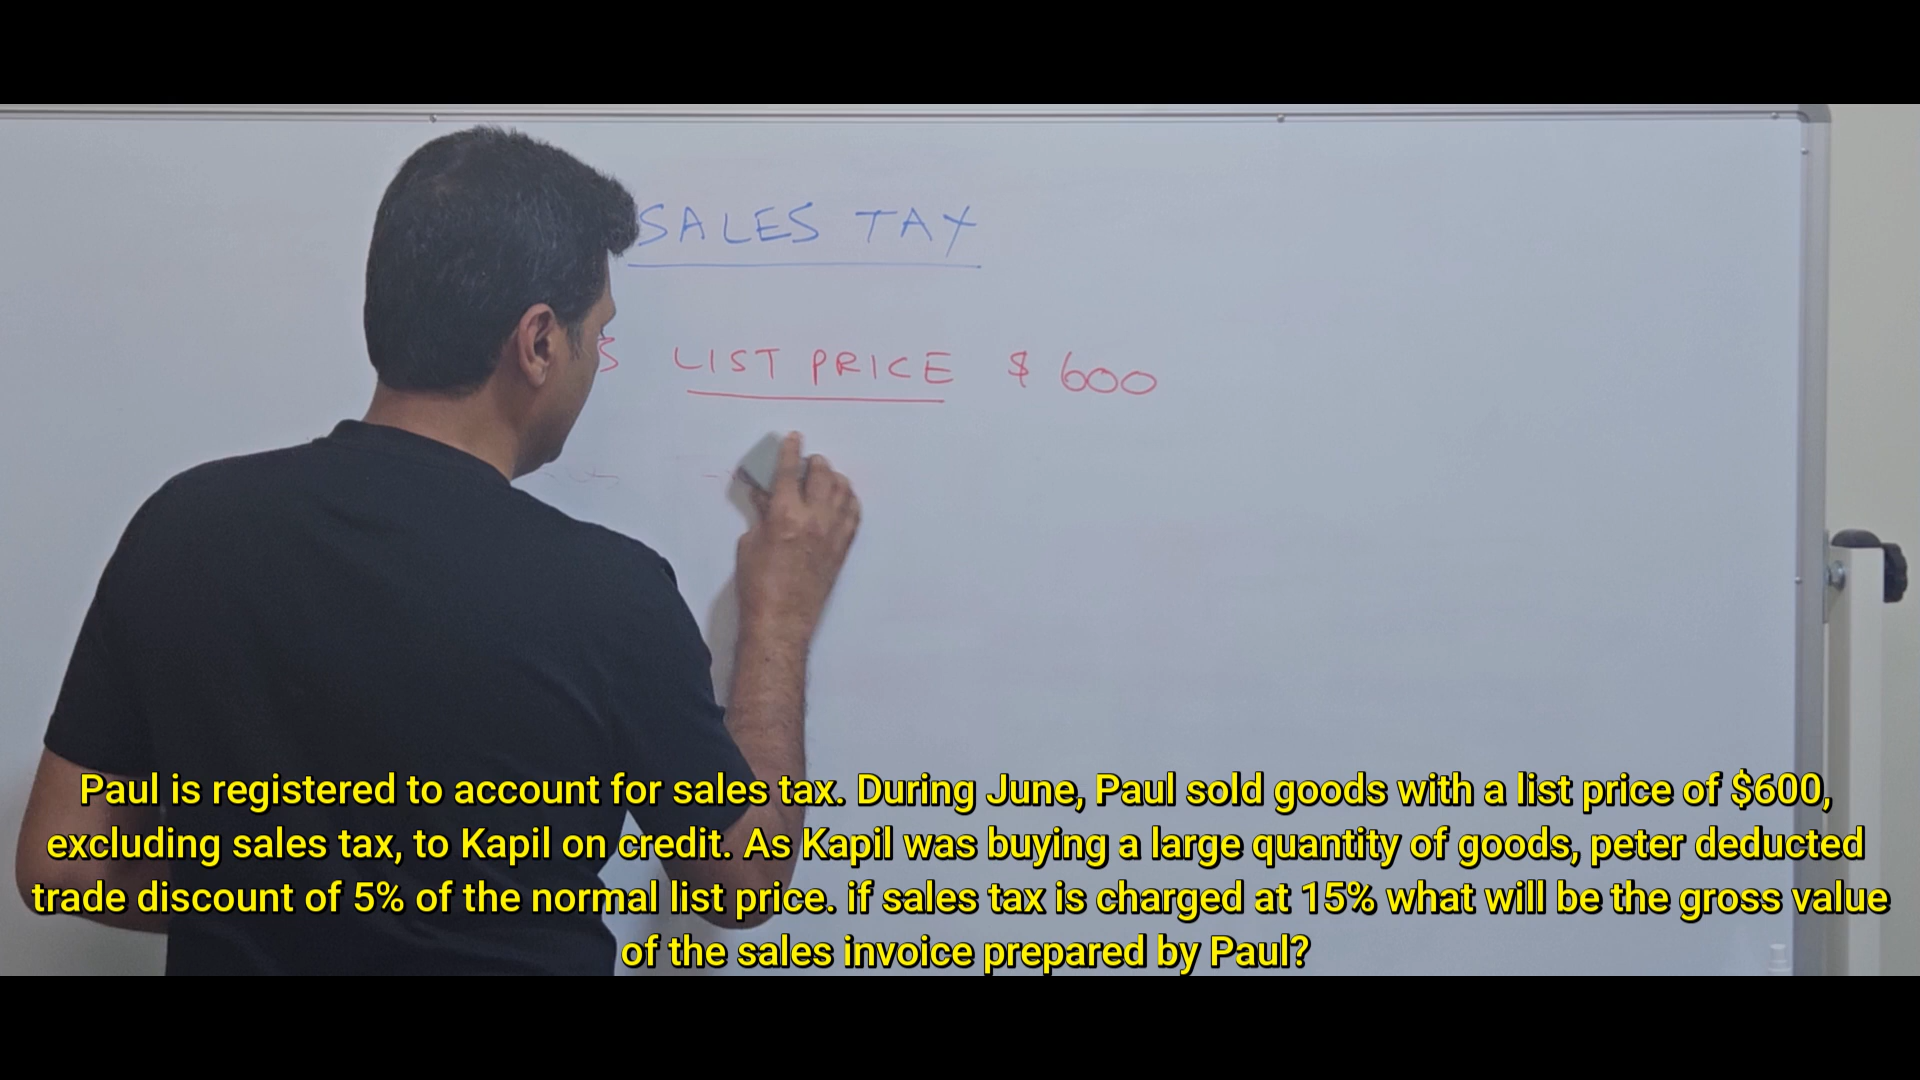 SALES TAX
LIST PRICE $ 600
Paul is registered to account for sales tax. During June, Paul sold goods with a list price of $600,
excluding sales tax, to Kapil on credit. As Kapil was buying a large quantity of goods, peter deducted
trade discount of 5% of the normal list price. if sales tax is charged at 15% what will be the gross value
of the sales invoice prepared by Paul?